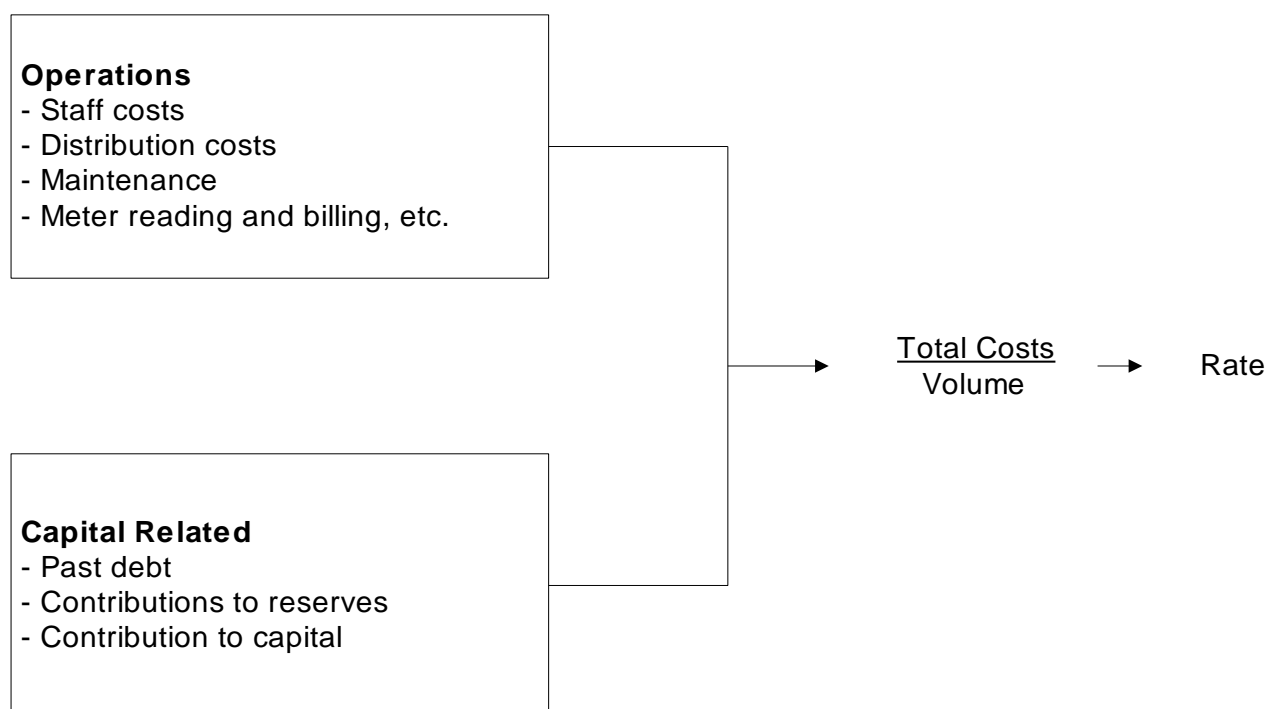 Operations
- Staff costs
- Distribution costs
- Maintenance
- Meter reading and billing, etc.
Total Costs
Volume
Rate
Capital Related
- Past debt
- Contributions to reserves
- Contribution to capital